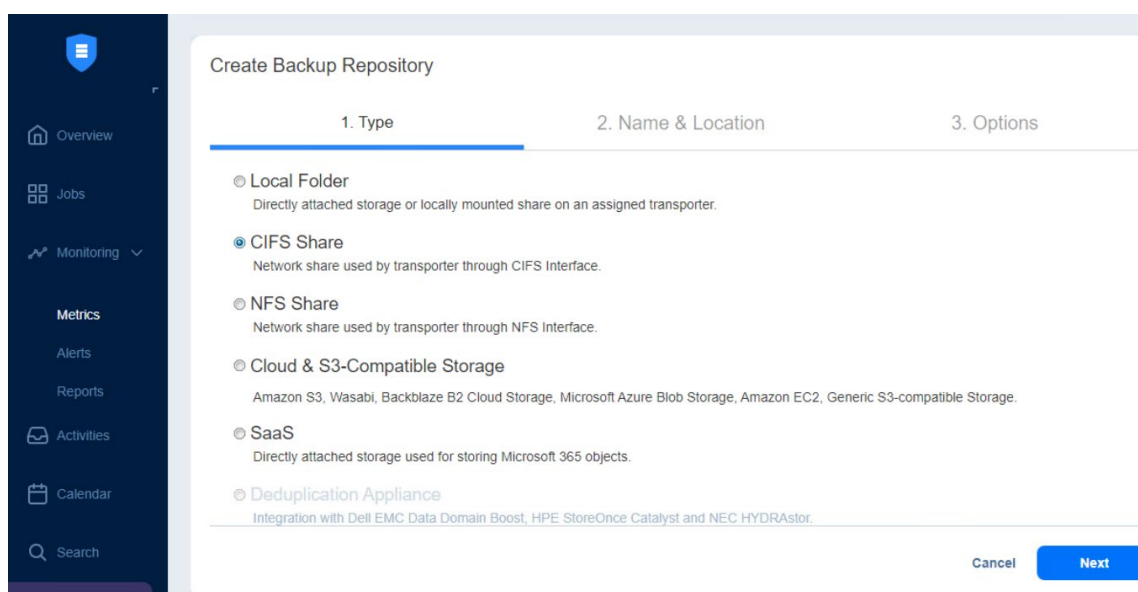 Create Backup Repository
1. Type
2. Name & Location
3. Options
Overview
Jobs
Monitoring
Metrics
Alerts
Reports
Activities
Calendar
Search
Local Folder
Directly attached storage or locally mounted share on an assigned transporter.
CIFS Share
Network share used by transporter through CIFS Interface.
NFS Share
Network share used by transporter through NFS Interface.
Cloud & S3-Compatible Storage
Amazon S3, Wasabi, Backblaze B2 Cloud Storage, Microsoft Azure Blob Storage, Amazon EC2, Generic S3-compatible Storage.
SaaS
Directly attached storage used for storing Microsoft 365 objects.
Deduplication Appliance
Integration with Dell EMC Data Domain Boost, HPE StoreOnce Catalyst and NEC HYDRAstor.
Cancel
Next